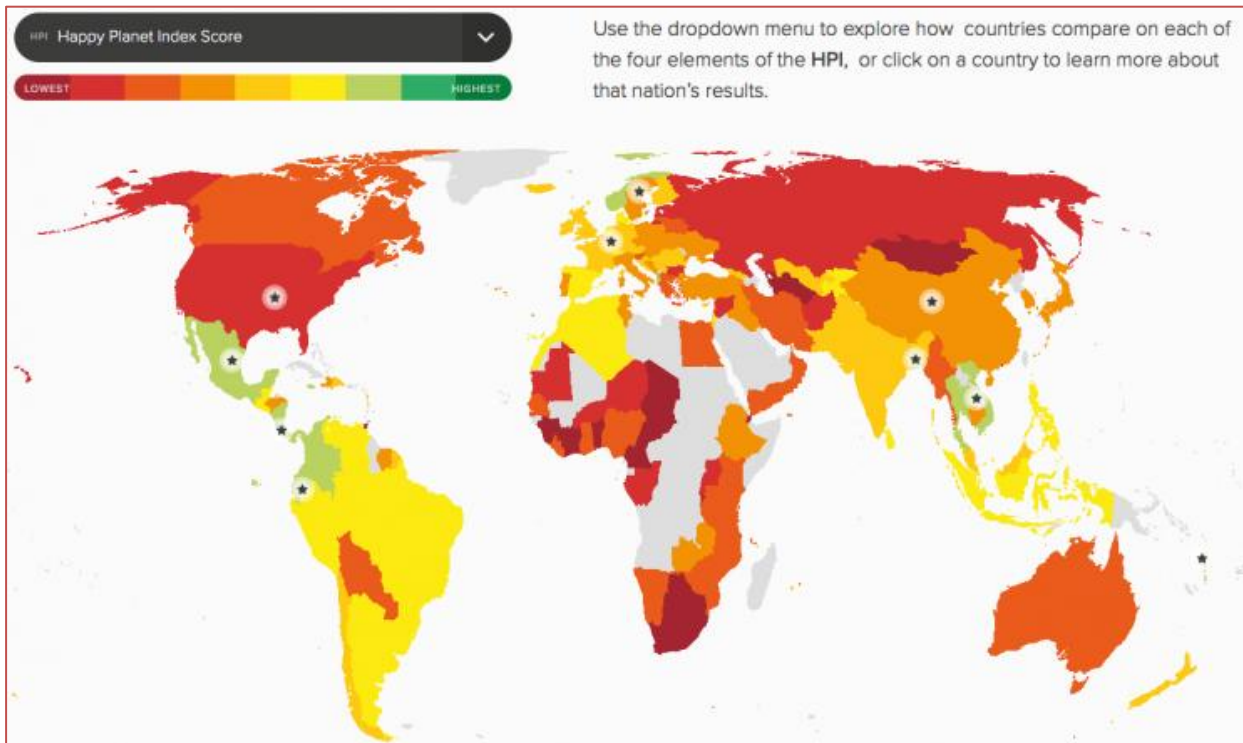 HPI Happy Planet Index Score
LOWEST HIGHEST
Use the dropdown menu to explore how countries compare on each of
the four elements of the HPI, or click on a country to learn more about
that nation's results.